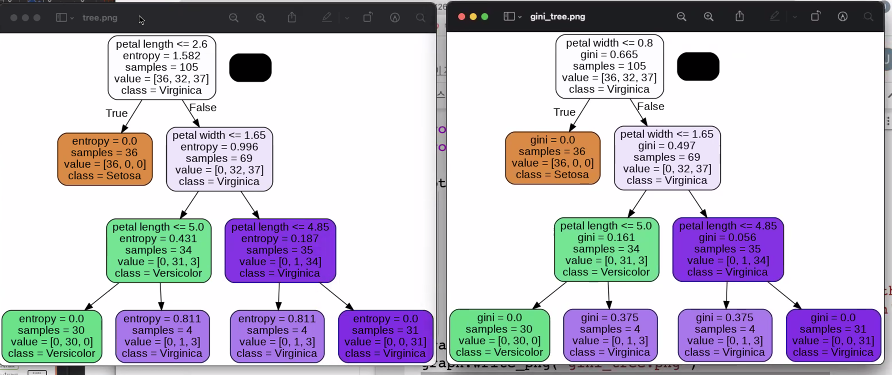 tree.png
petal length <= 2.6
entropy = 1.582
samples = 105
value = [36, 32, 37]
class = Virginica
True
False
entropy = 0.0
samples = 36
value = [36, 0, 0]
class = Setosa
petal width <= 1.65
entropy = 0.996
samples = 69
value = [0, 32, 37]
class = Virginica
petal length <= 5.0
entropy = 0.431
samples = 34
value = [0, 31, 3]
class = Versicolor
petal length <= 4.85
entropy = 0.187
samples = 35
value = [0, 1, 34]
class = Virginica
entropy = 0.0
samples = 30
value = [0, 30, 0]
class = Versicolor
entropy = 0.811
samples = 4
value = [0, 1, 3]
class = Virginica
entropy = 0.811
samples = 4
value = [0, 1, 3]
class = Virginica
entropy = 0.0
samples = 31
value = [0, 0, 31]
class = Virginica
gini_tree.png
petal width <= 0.8
gini = 0.665
samples = 105
value = [36, 32, 37]
class = Virginica
True
False
gini = 0.0
samples = 36
value = [36, 0, 0]
class = Setosa
petal width <= 1.65
gini = 0.497
samples = 69
value = [0, 32, 37]
class = Virginica
petal length <= 5.0
gini = 0.161
samples = 34
value = [0, 31, 3]
class = Versicolor
petal length <= 4.85
gini = 0.056
samples = 35
value = [0, 1, 34]
class = Virginica
gini = 0.0
samples = 30
value = [0, 30, 0]
class = Versicolor
gini = 0.375
samples = 4
value = [0, 1, 3]
class = Virginica
gini = 0.375
samples = 4
value = [0, 1, 3]
class = Virginica
gini = 0.0
samples = 31
value = [0, 0, 31]
class = Virginica